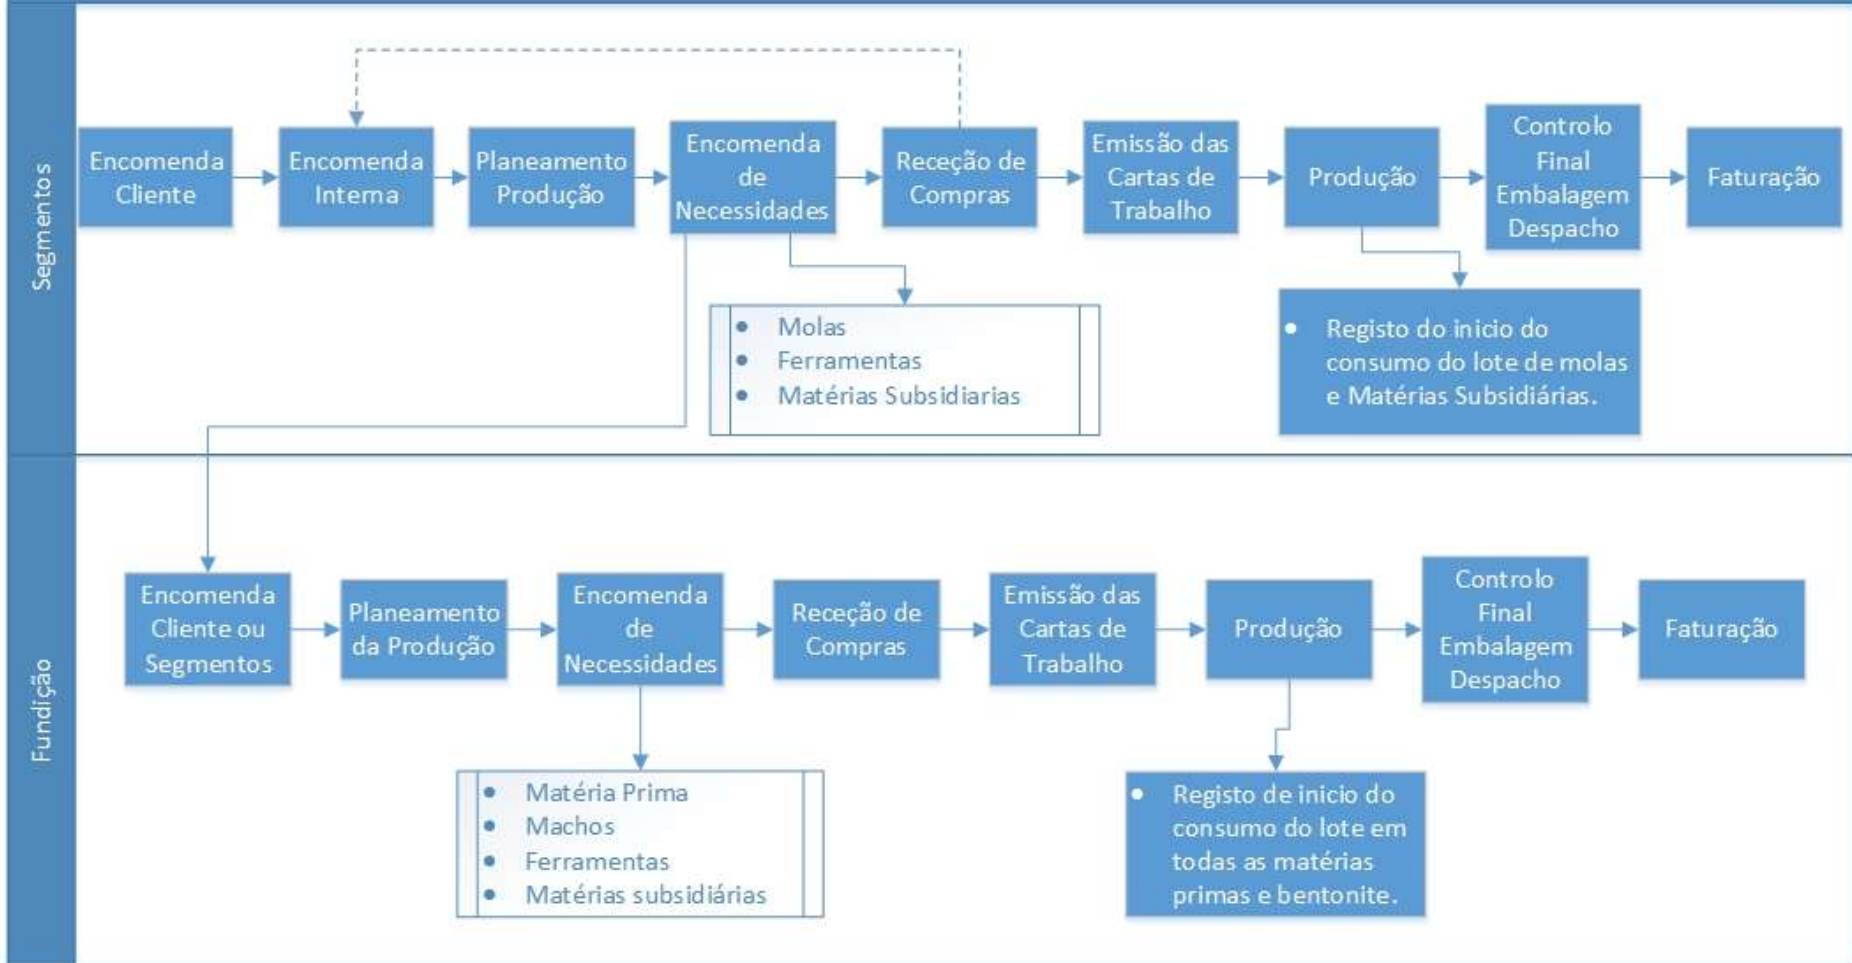 Segmentos
Encomenda
Cliente
Encomenda
Interna
Planeamento
Produção
Encomenda
de
Necessidades
Receção de
Compras
Emissão das
Cartas de
Trabalho
Produção
Controlo
Final
Embalagem
Despacho
Faturação
• Molas
• Ferramentas
• Matérias Subsidiarias
• Registo do inicio do
consumo do lote de molas
e Matérias Subsidiárias.
Fundição
Encomenda
Cliente ou
Segmentos
Planeamento
da Produção
Encomenda
de
Necessidades
Receção de
Compras
Emissão das
Cartas de
Trabalho
Produção
Controlo
Final
Embalagem
Despacho
Faturação
• Matéria Prima
• Machos
• Ferramentas
• Matérias subsidiárias
• Registo de inicio do
consumo do lote em
todas as matérias
primas e bentonite.